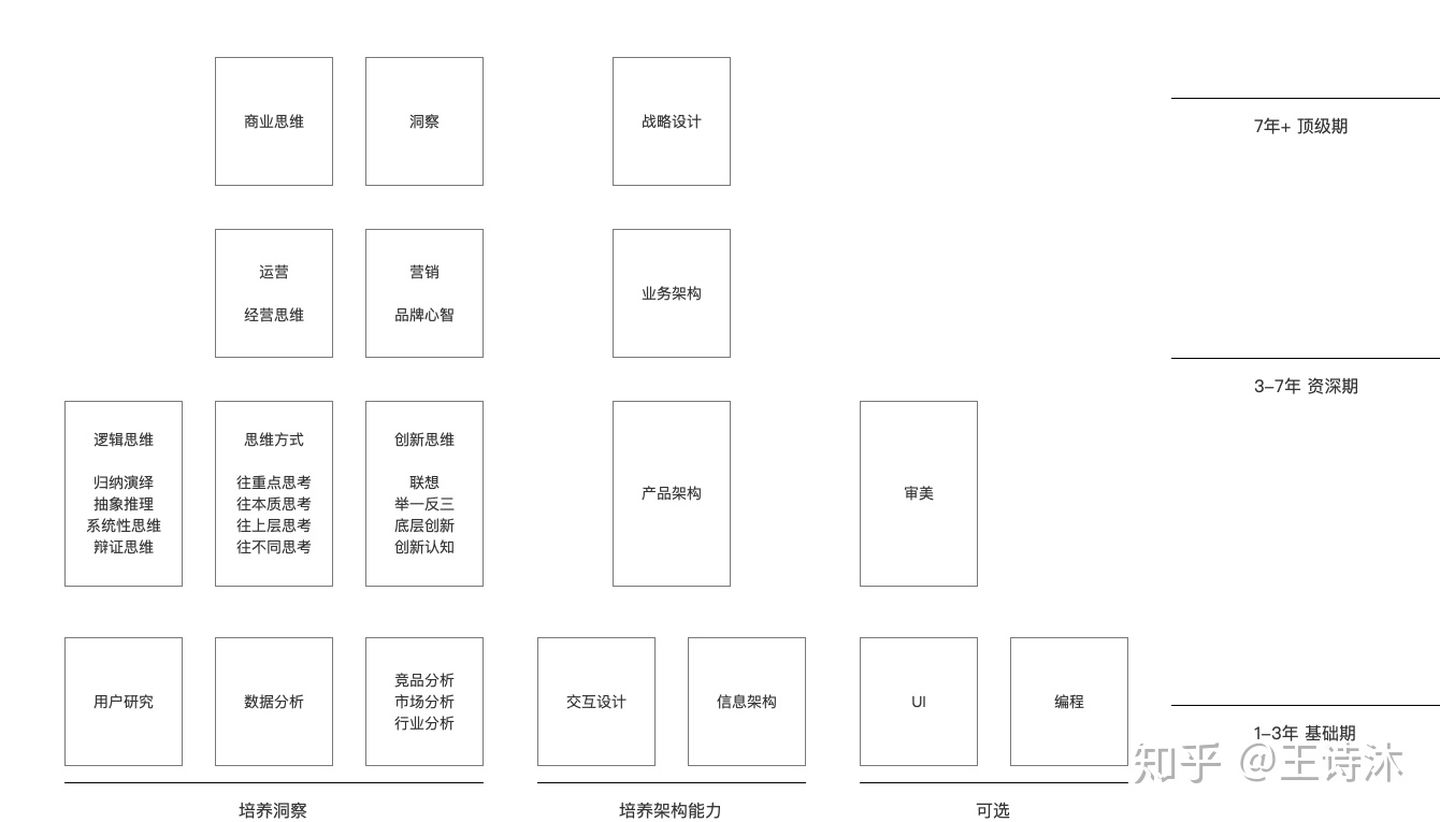 商业思维
洞察
战略设计
7年+ 顶级期
运营
经营思维
营销
品牌心智
业务架构
3–7年 资深期
逻辑思维
归纳演绎
抽象推理
系统性思维
辩证思维
思维方式
往重点思考
往本质思考
往上层思考
往不同思考
创新思维
联想
举一反三
底层创新
创新认知
产品架构
审美
用户研究
数据分析
竞品分析
市场分析
行业分析
交互设计
信息架构
UI
编程
1–3年 基础期
知乎 @王诗沐
培养洞察
培养架构能力
可选